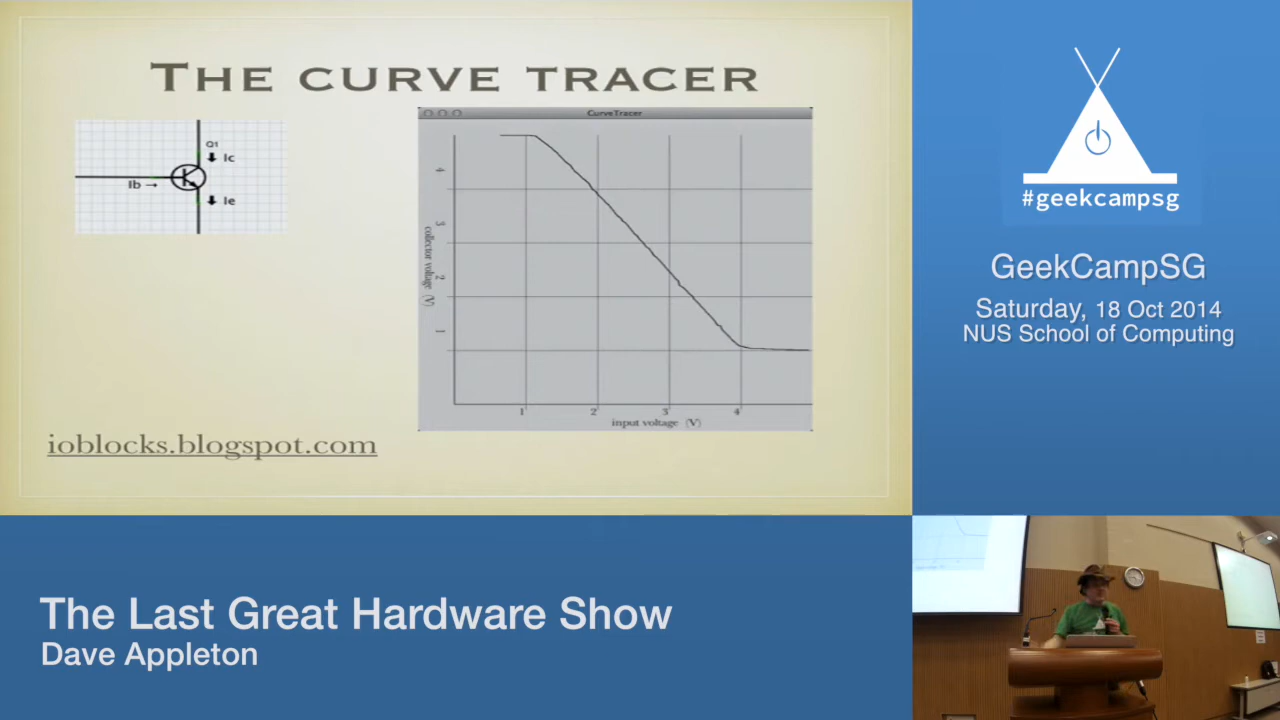 THE CURVE TRACER
Q1
Ic
Ib →
Ie
CurveTracer
4
3
2
1
collector voltage (V)
1 2 3 4
input voltage (V)
ioblocks.blogspot.com
#geekcampsg
GeekCampSG
Saturday, 18 Oct 2014
NUS School of Computing
The Last Great Hardware Show
Dave Appleton